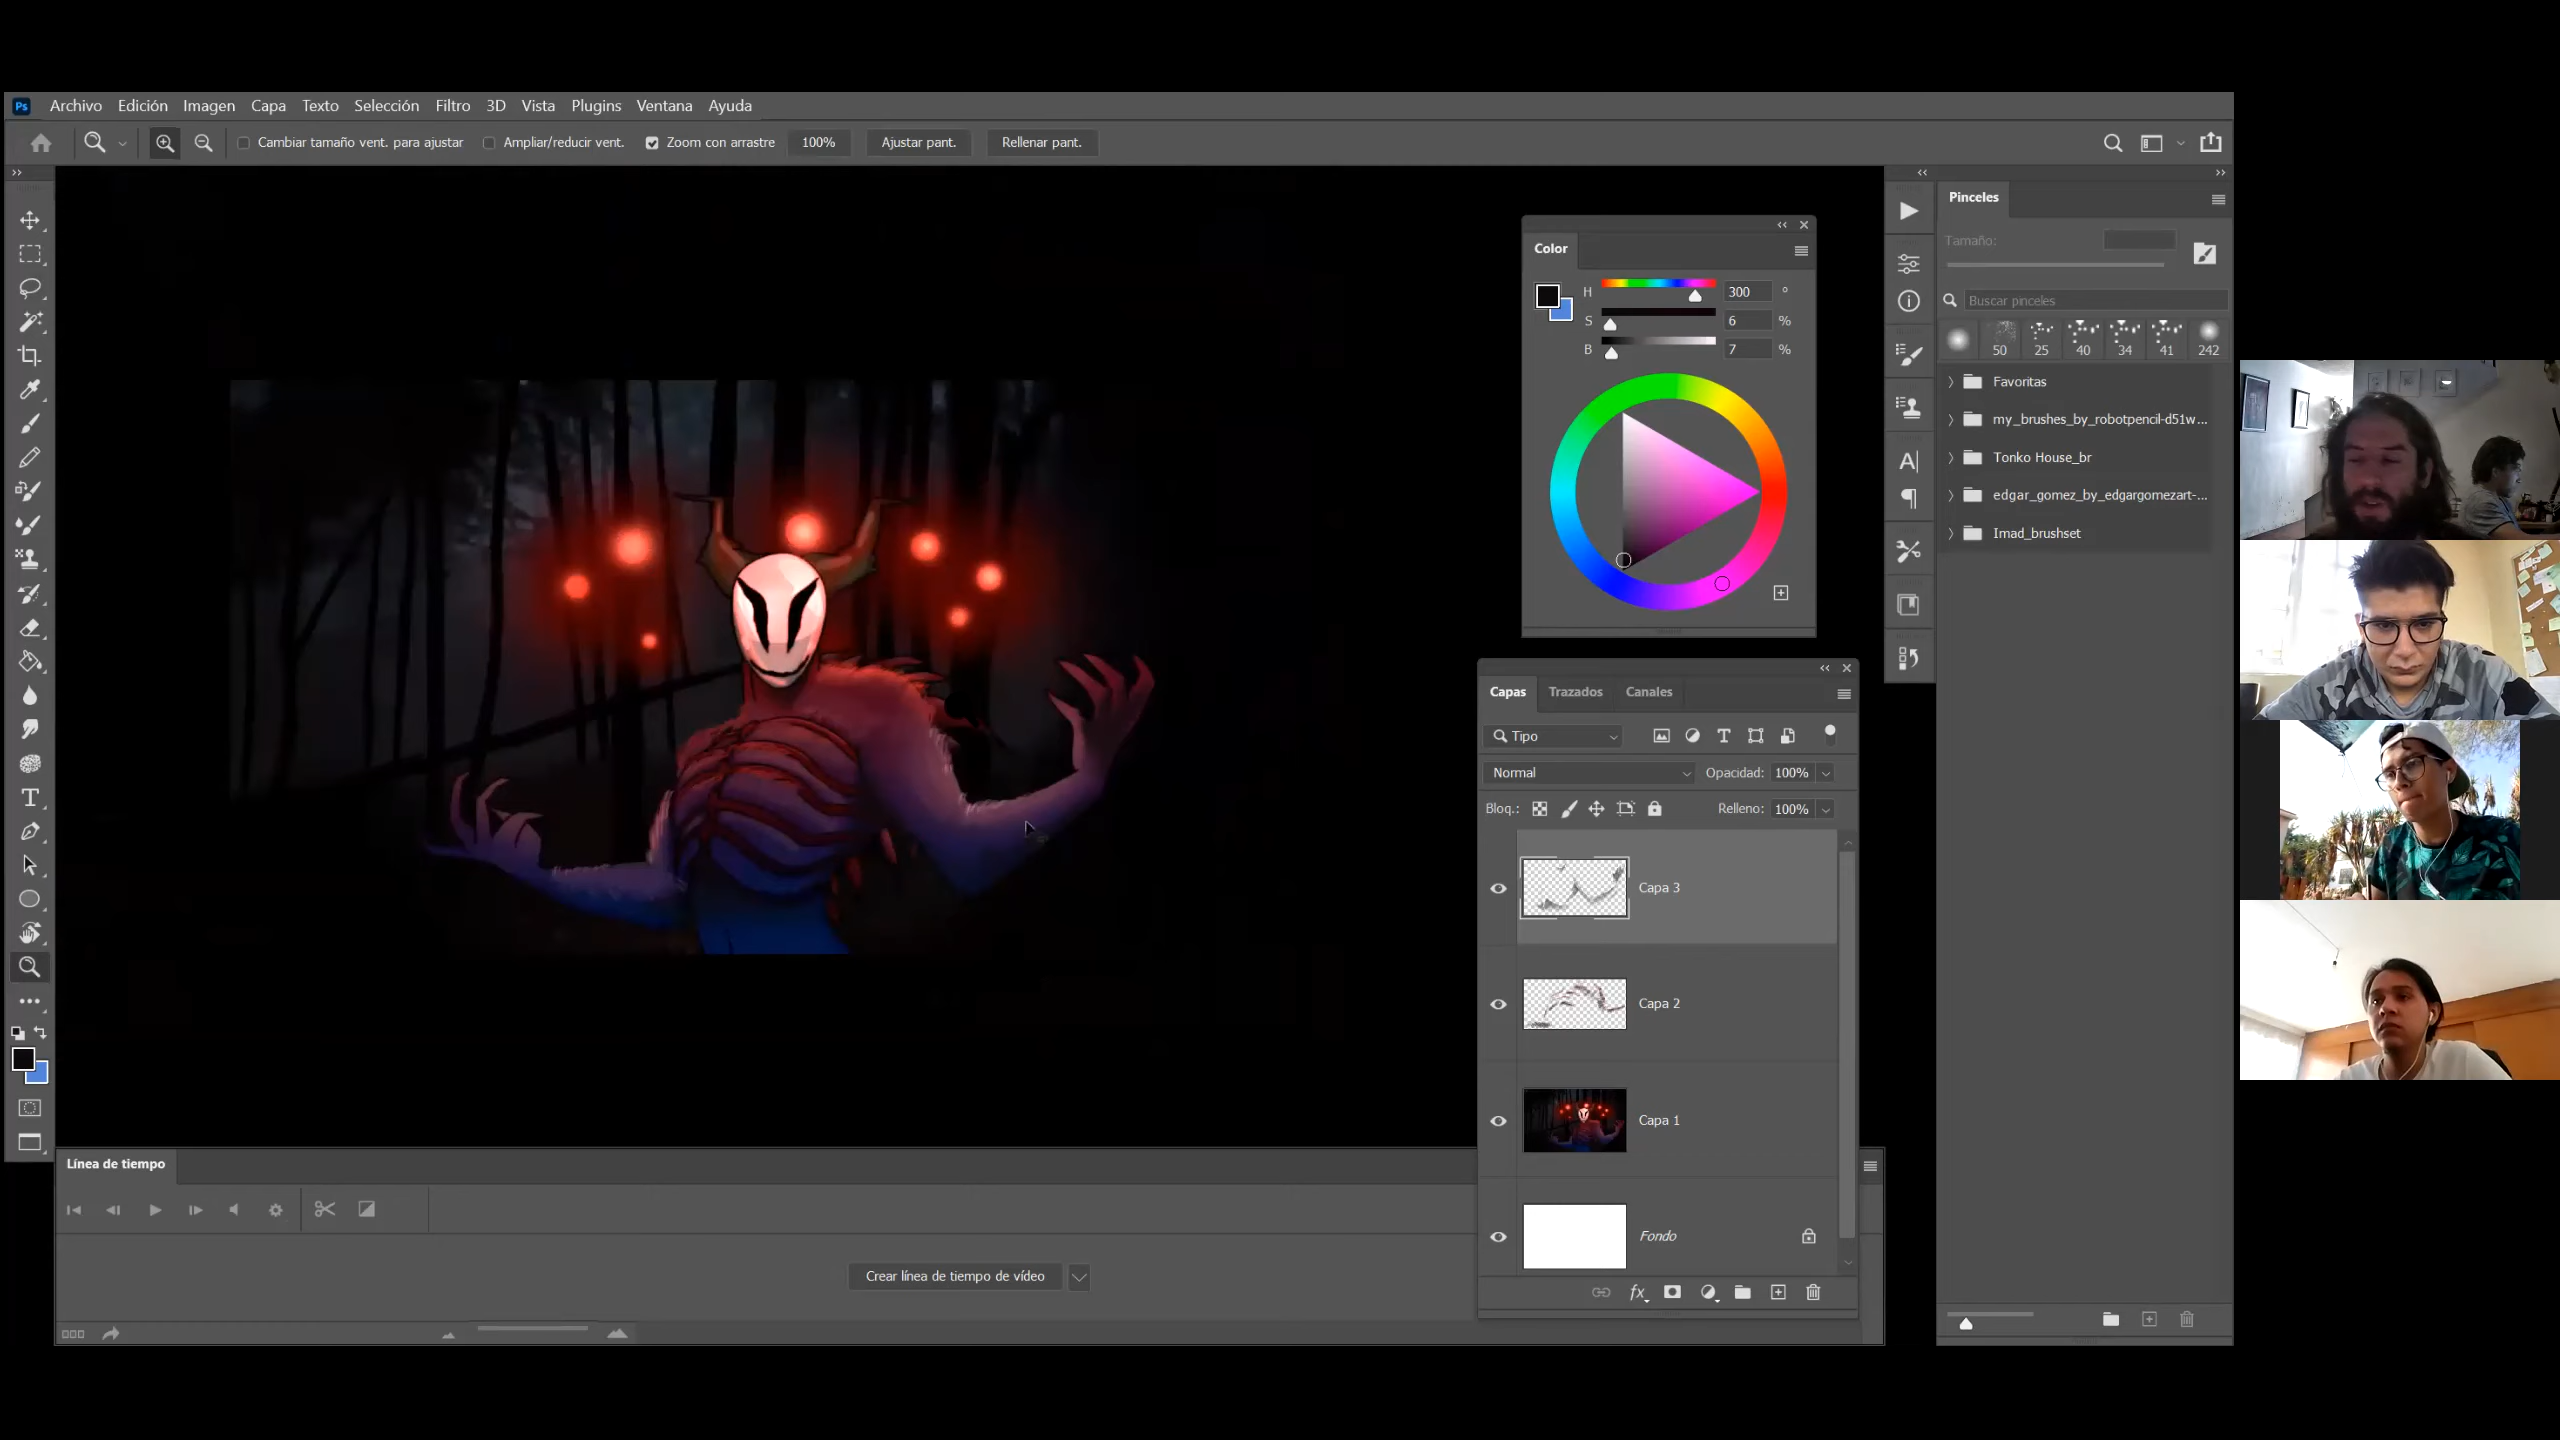 Ps Archivo Edición Imagen Capa Texto Selección Filtro 3D Vista Plugins Ventana Ayuda
Cambiar tamaño vent. para ajustar Ampliar/reducir vent. Zoom con arrastre 100% Ajustar pant. Rellenar pant.
Pinceles
Tamaño:
Buscar pinceles
50 25 40 34 41 242
Favoritas
my_brushes_by_robotpencil-d51w...
Tonko House_br
edgar_gomez_by_edgargomezart-...
Imad_brushset
Color
H 300 °
S 6 %
B 7 %
Capas Trazados Canales
Tipo
Normal Opacidad: 100%
Bloq.: Relleno: 100%
Capa 3
Capa 2
Capa 1
Fondo
fx
Línea de tiempo
Crear línea de tiempo de vídeo